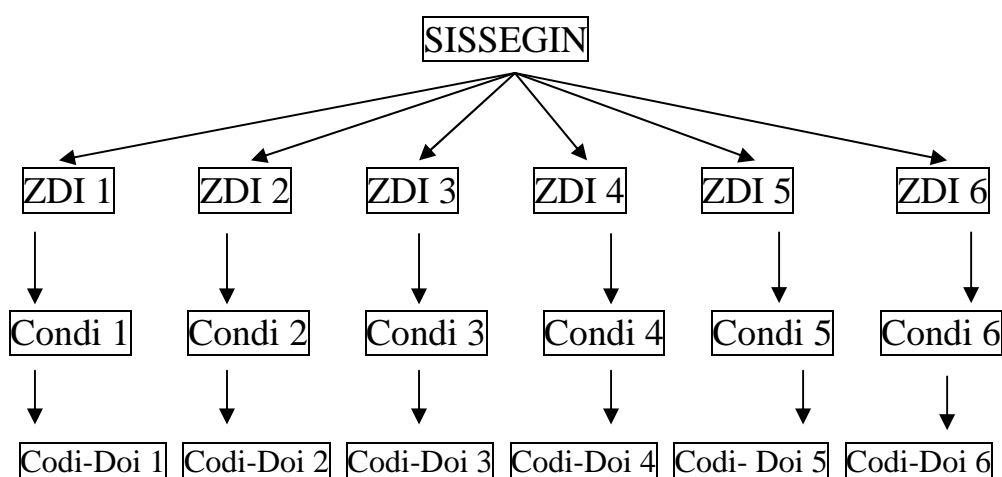 SISSEGIN
ZDI 1 ZDI 2 ZDI 3 ZDI 4 ZDI 5 ZDI 6
Condi 1 Condi 2 Condi 3 Condi 4 Condi 5 Condi 6
Codi-Doi 1 Codi-Doi 2 Codi-Doi 3 Codi-Doi 4 Codi- Doi 5 Codi-Doi 6